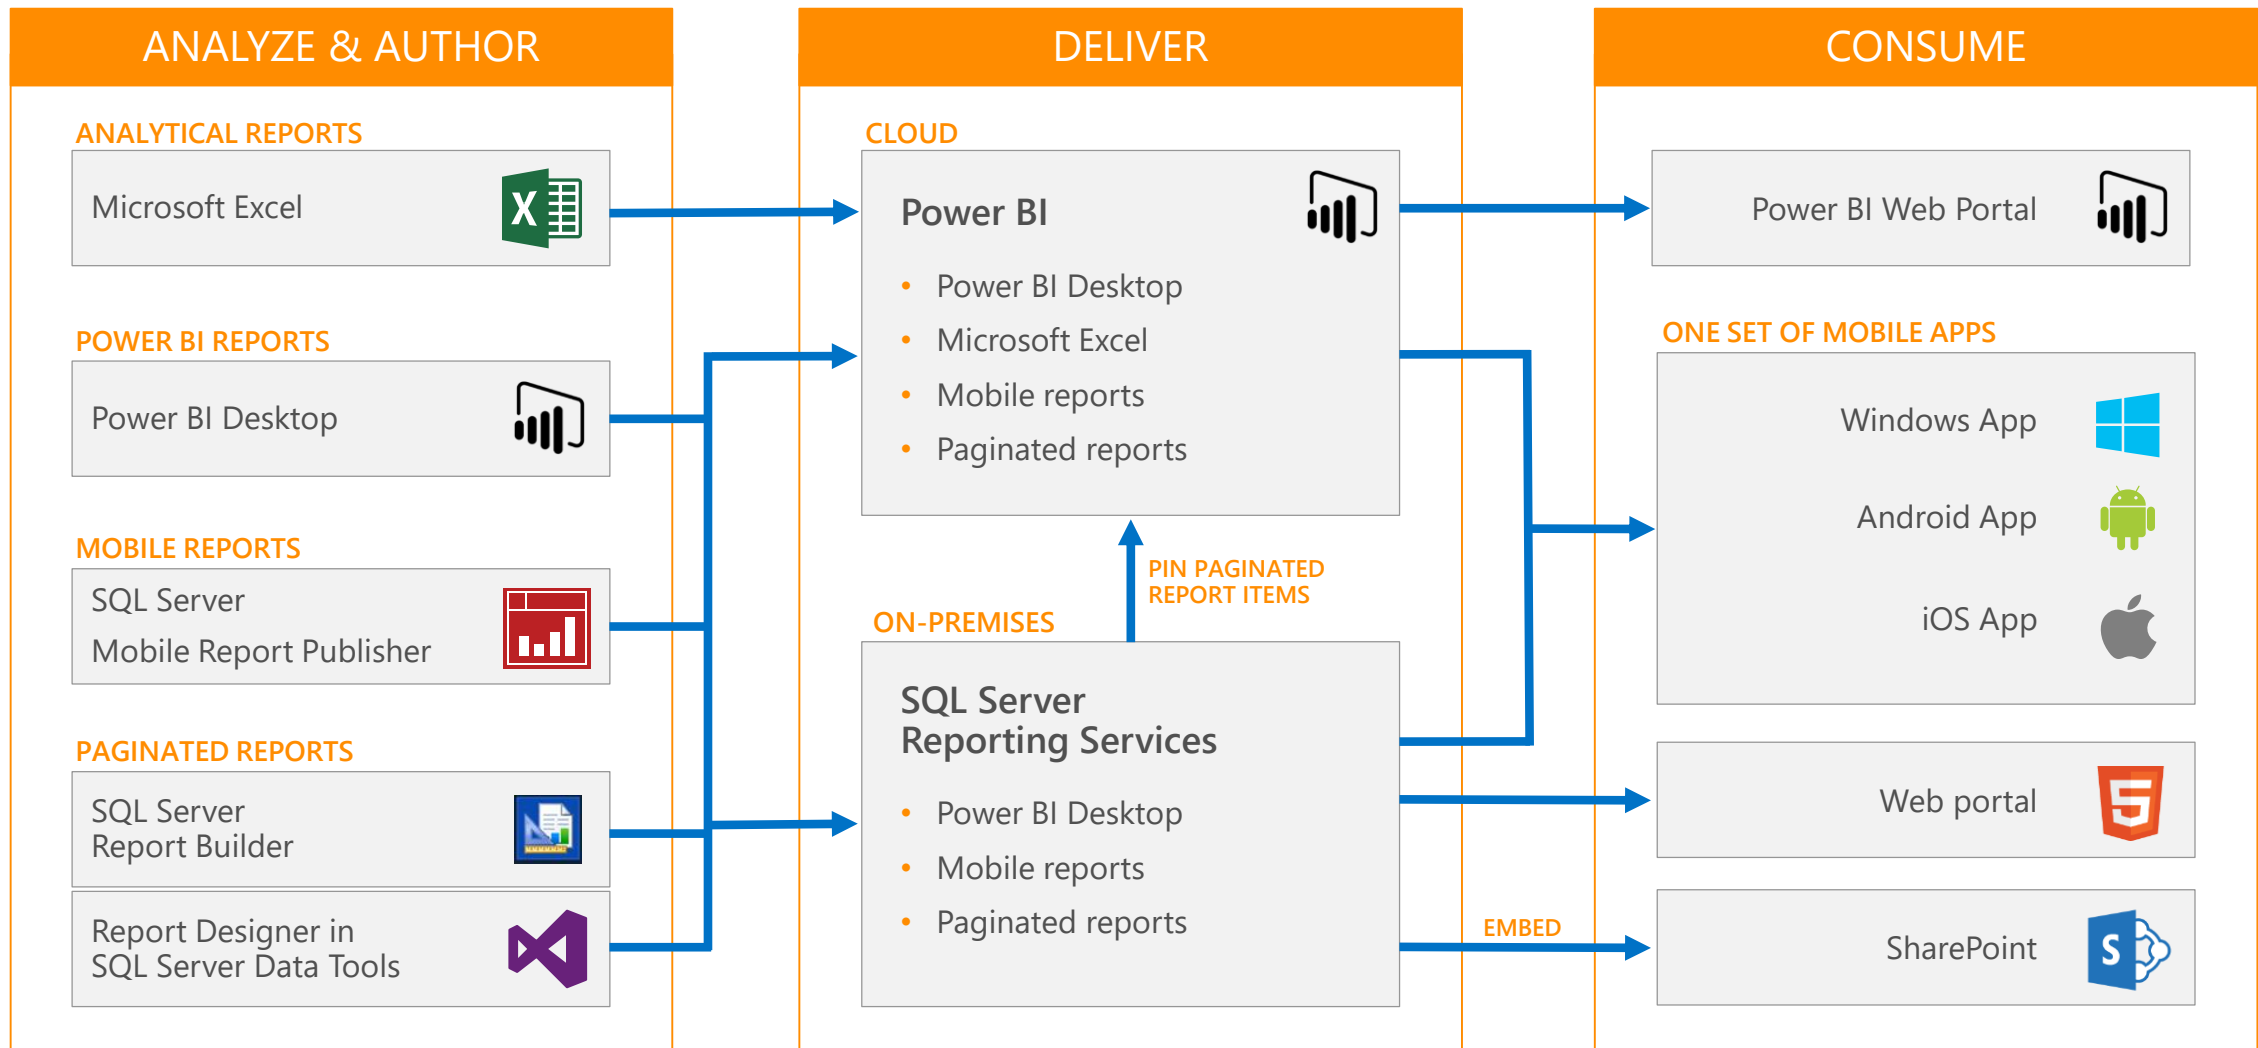 ANALYZE & AUTHOR
ANALYTICAL REPORTS
Microsoft Excel
X
POWER BI REPORTS
Power BI Desktop
MOBILE REPORTS
SQL Server
Mobile Report Publisher
PAGINATED REPORTS
SQL Server
Report Builder
Report Designer in
SQL Server Data Tools
DELIVER
CLOUD
Power BI
• Power BI Desktop
• Microsoft Excel
• Mobile reports
• Paginated reports
PIN PAGINATED
REPORT ITEMS
ON-PREMISES
SQL Server
Reporting Services
• Power BI Desktop
• Mobile reports
• Paginated reports
EMBED
CONSUME
Power BI Web Portal
ONE SET OF MOBILE APPS
Windows App
Android App
iOS App
Web portal
5
SharePoint
S